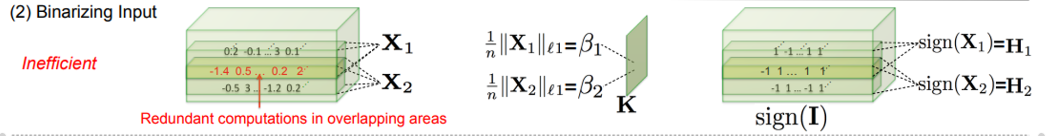 (2) Binarizing Input
Inefficient
0.2 -0.1 ... 3 0.1
-1.4 0.5 ... 0.2 2
-0.5 3 ... -1.2 0.2
X₁
X₂
Redundant computations in overlapping areas
1/n ‖X₁‖ℓ1=β₁
1/n ‖X₂‖ℓ1=β₂
K
1 -1 ... 1 1
-1 1 ... 1 1
-1 1 ... -1 1
sign(I)
sign(X₁)=H₁
sign(X₂)=H₂